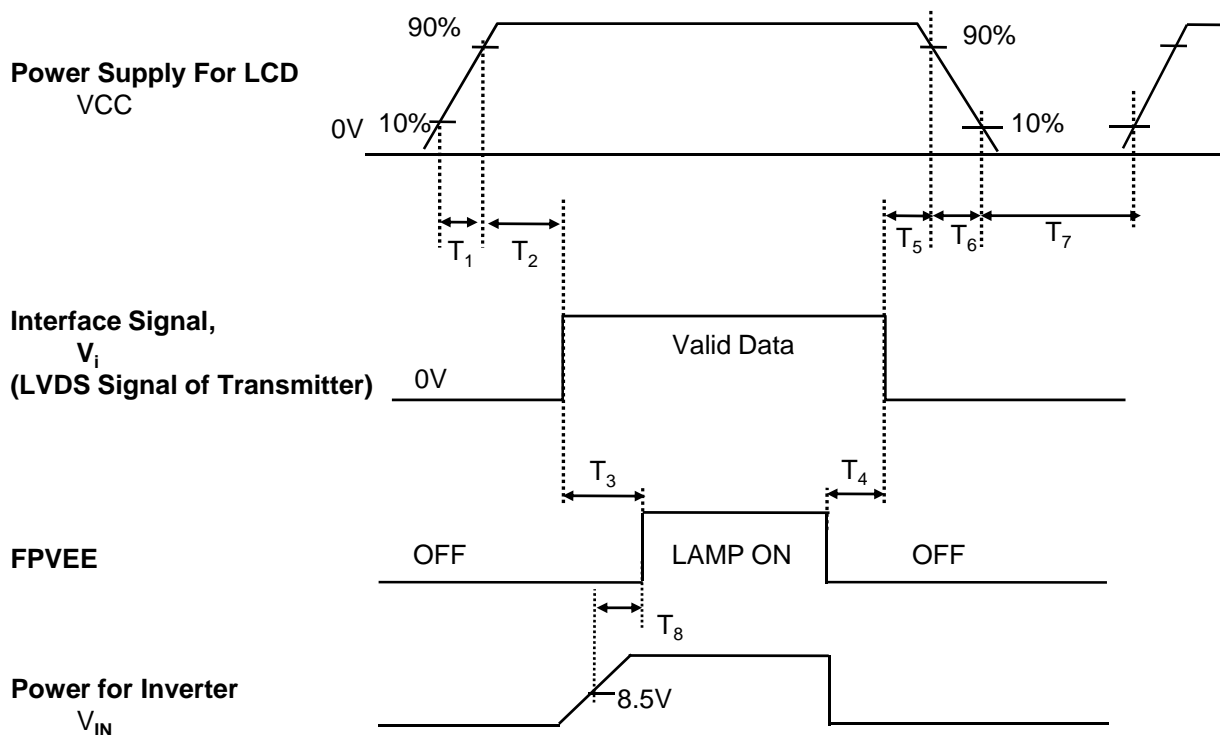 90%
90%
Power Supply For LCD
VCC
0V
10%
10%
T1
T2
T5
T6
T7
Interface Signal,
Vi
(LVDS Signal of Transmitter)
0V
Valid Data
T3
T4
FPVEE
OFF
LAMP ON
OFF
T8
Power for Inverter
VIN
8.5V